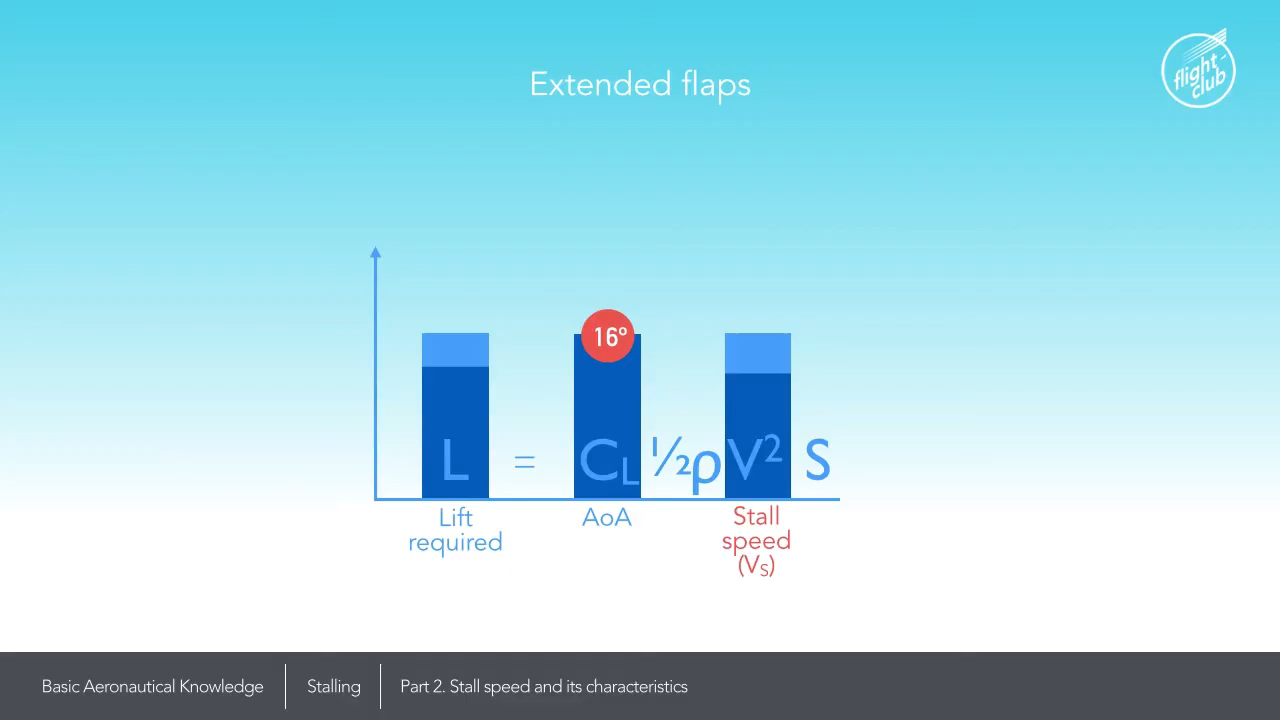 Extended flaps
flight-
club
16°
L = CL ½ρV² S
Lift
required
AoA
Stall
speed
(VS)
Basic Aeronautical Knowledge
Stalling
Part 2. Stall speed and its characteristics